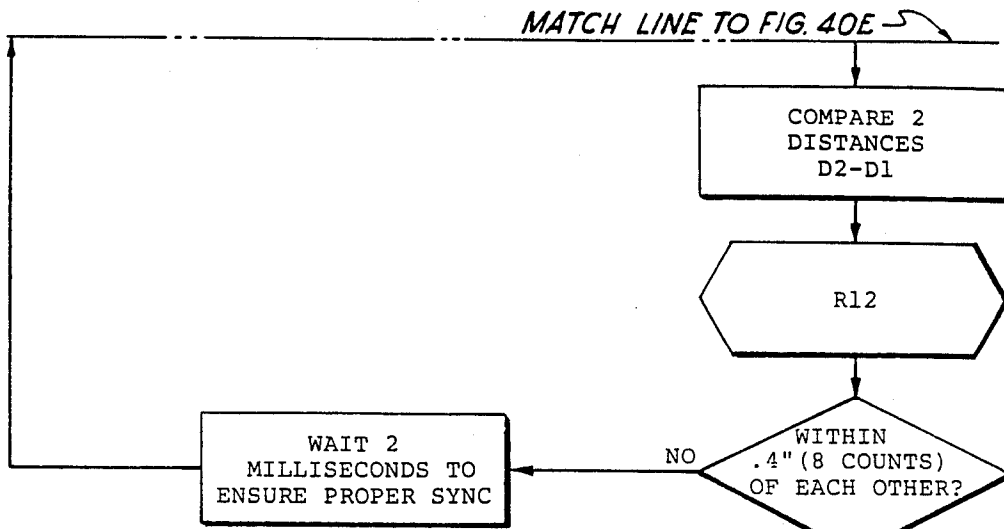 MATCH LINE TO FIG. 40E
COMPARE 2
DISTANCES
D2-D1
R12
WITHIN
.4" (8 COUNTS)
OF EACH OTHER?
NO
WAIT 2
MILLISECONDS TO
ENSURE PROPER SYNC